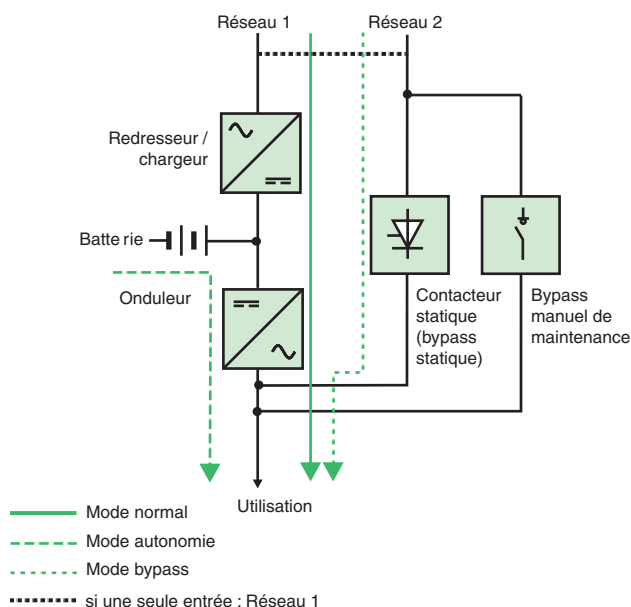 Réseau 1
Réseau 2
Redresseur /
chargeur
Batte rie
Onduleur
Contacteur
statique
(bypass
statique)
Bypass
manuel de
maintenance
Utilisation
Mode normal
Mode autonomie
Mode bypass
si une seule entrée : Réseau 1